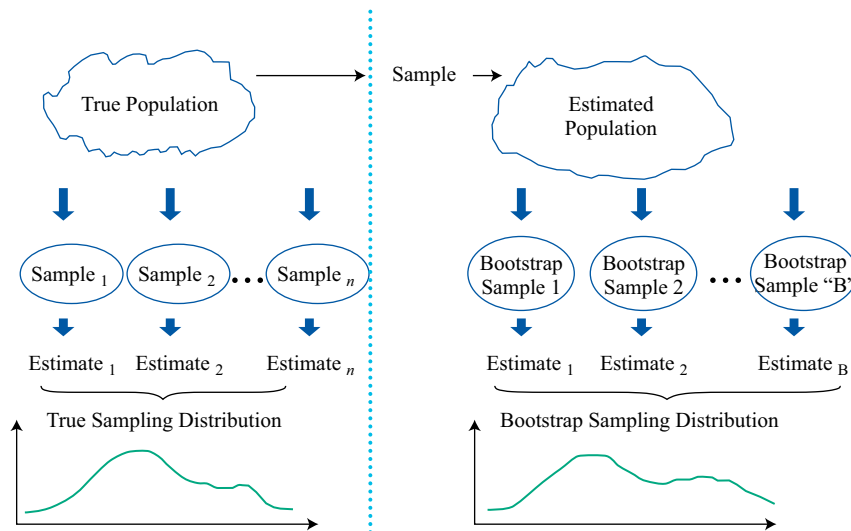 True Population
Sample
Estimated
Population
Sample 1
Sample 2
...
Sample n
Bootstrap
Sample 1
Bootstrap
Sample 2
...
Bootstrap
Sample “B”
Estimate 1
Estimate 2
Estimate n
Estimate 1
Estimate 2
Estimate B
True Sampling Distribution
Bootstrap Sampling Distribution